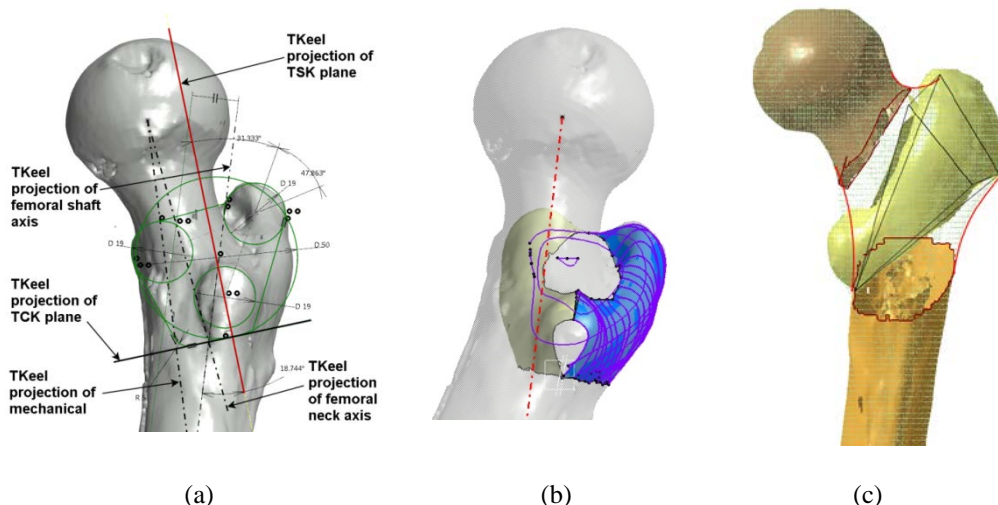 TKeel
projection of
TSK plane
31.333°
47.863°
D 19
TKeel
projection of
femoral shaft
axis
D 19
D 50
TKeel
projection of
TCK plane
D 19
TKeel
projection of
mechanical
18.744°
TKeel
projection
of femoral
neck axis
(a)
(b)
(c)